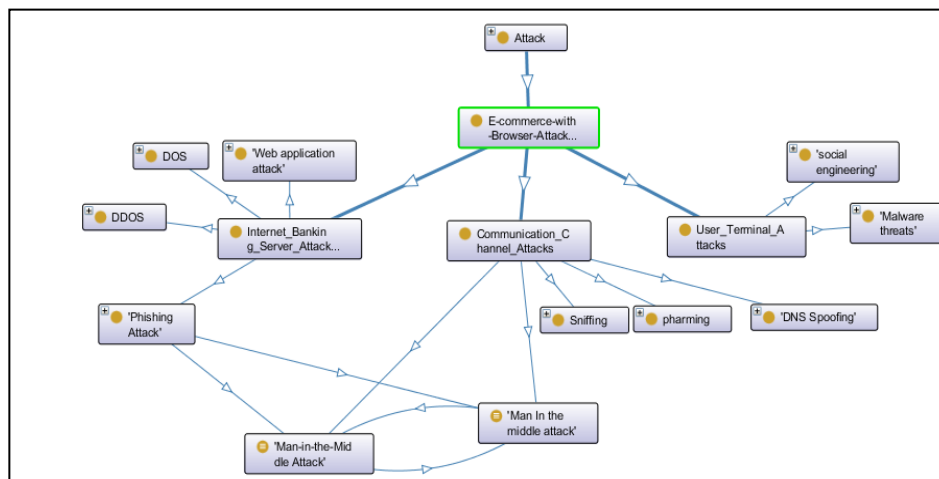 Attack
E-commerce-with
-Browser-Attack...
DOS
'Web application
attack'
'social
engineering'
DDOS
Internet_Bankin
g_Server_Attack...
Communication_C
hannel_Attacks
User_Terminal_A
ttacks
'Malware
threats'
'Phishing
Attack'
Sniffing
pharming
'DNS Spoofing'
'Man In the
middle attack'
'Man-in-the-Mid
dle Attack'